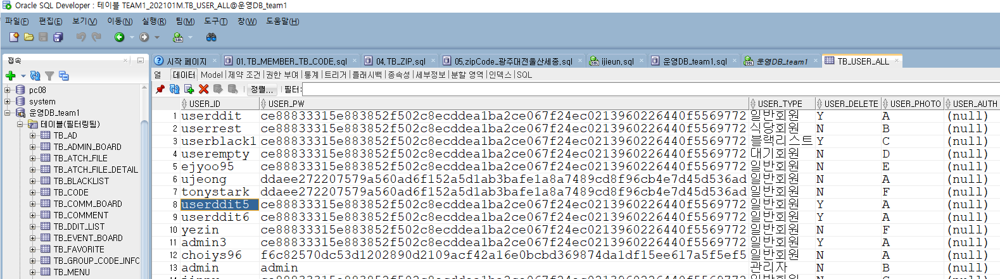 Oracle SQL Developer : 테이블 TEAM1_202101M.TB_USER_ALL@운영DB_team1
파일(F) 편집(E) 보기(V) 이동(N) 실행(R) 팀(M) 도구(T) 창(W) 도움말(H)
접속
시작 페이지 01.TB_MEMBER_TB_CODE.sql 04.TB_ZIP.sql 05.zipCode_광주대전울산세종.sql ijieun.sql 운영DB_team1.sql 운영DB_team1 TB_USER_ALL
열 데이터 Model 제약 조건 권한 부여 통계 트리거 플래시백 종속성 세부정보 분할 영역 인덱스 SQL
정렬... 필터:
pc08
system
운영DB_team1
테이블(필터링됨)
TB_AD
TB_ADMIN_BOARD
TB_ATCH_FILE
TB_ATCH_FILE_DETAIL
TB_BLACKLIST
TB_CODE
TB_COMM_BOARD
TB_COMMENT
TB_DDIT_LIST
TB_EVENT_BOARD
TB_FAVORITE
TB_GROUP_CODE_INFO
TB_MENU
USER_ID USER_PW USER_TYPE USER_DELETE USER_PHOTO USER_AUTH
1 userddit ce88833315e883852f502c8ecddea1ba2ce067f24ec0213960226440f5569772 일반회원 Y A (null)
2 userrest ce88833315e883852f502c8ecddea1ba2ce067f24ec0213960226440f5569772 식당회원 N B (null)
3 userblack1 ce88833315e883852f502c8ecddea1ba2ce067f24ec0213960226440f5569772 블랙리스트 Y C (null)
4 userempty ce88833315e883852f502c8ecddea1ba2ce067f24ec0213960226440f5569772 대기회원 N D (null)
5 ejyoo95 ce88833315e883852f502c8ecddea1ba2ce067f24ec0213960226440f5569772 일반회원 N E (null)
6 ujeong ddaee272207579a560ad6f152a5d1ab3bafe1a8a7489cd8f96cb4e7d45d536ad 일반회원 N A (null)
7 tonystark ddaee272207579a560ad6f152a5d1ab3bafe1a8a7489cd8f96cb4e7d45d536ad 일반회원 N F (null)
8 userddit5 ce88833315e883852f502c8ecddea1ba2ce067f24ec0213960226440f5569772 일반회원 Y A (null)
9 userddit6 ce88833315e883852f502c8ecddea1ba2ce067f24ec0213960226440f5569772 일반회원 Y A (null)
10 yezin ce88833315e883852f502c8ecddea1ba2ce067f24ec0213960226440f5569772 일반회원 N F (null)
11 admin3 ce88833315e883852f502c8ecddea1ba2ce067f24ec0213960226440f5569772 일반회원 Y A (null)
12 choiys96 f6c82570dc53d1202890d2109acf42a16e0bcbd369874da1df15ee617a5f5ef5 일반회원 N A (null)
13 admin admin 관리자 N B (null)